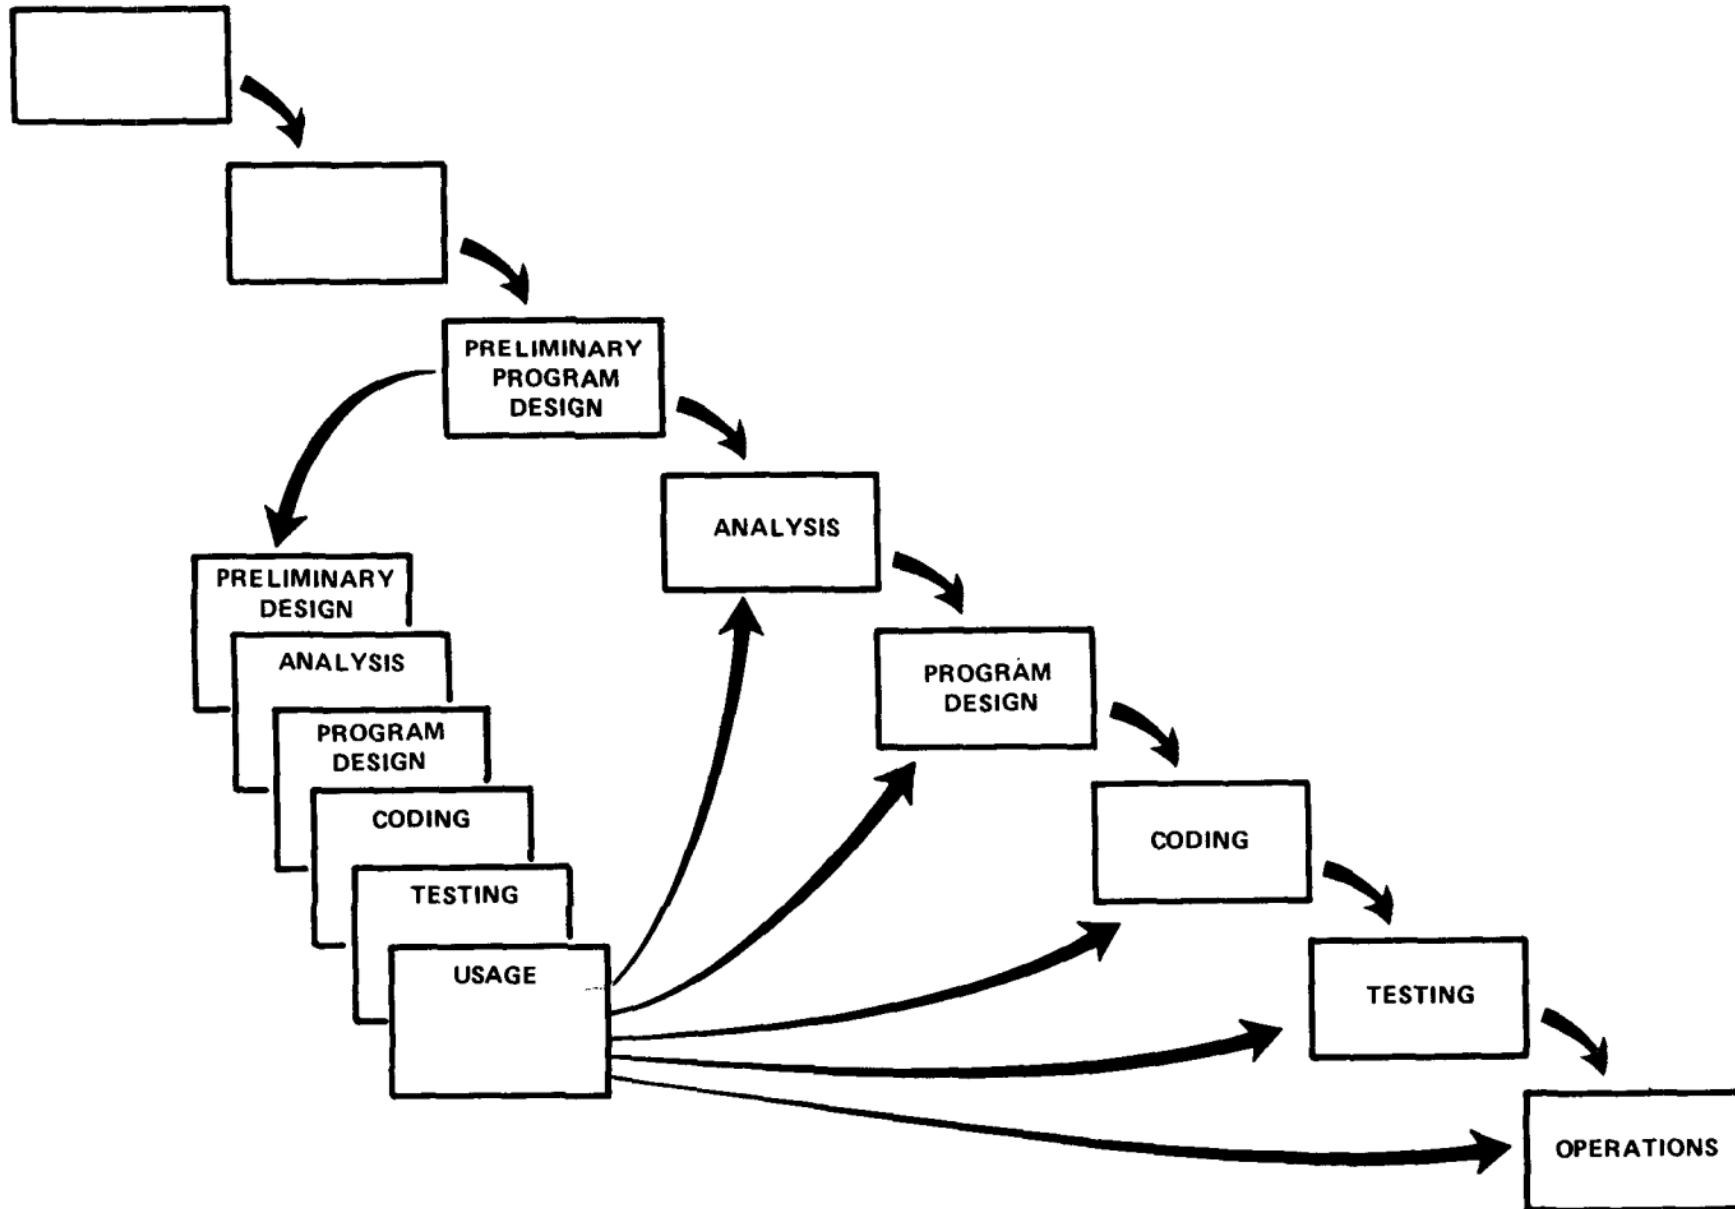 PRELIMINARY
PROGRAM
DESIGN
ANALYSIS
PROGRAM
DESIGN
CODING
TESTING
OPERATIONS
PRELIMINARY
DESIGN
ANALYSIS
PROGRAM
DESIGN
CODING
TESTING
USAGE